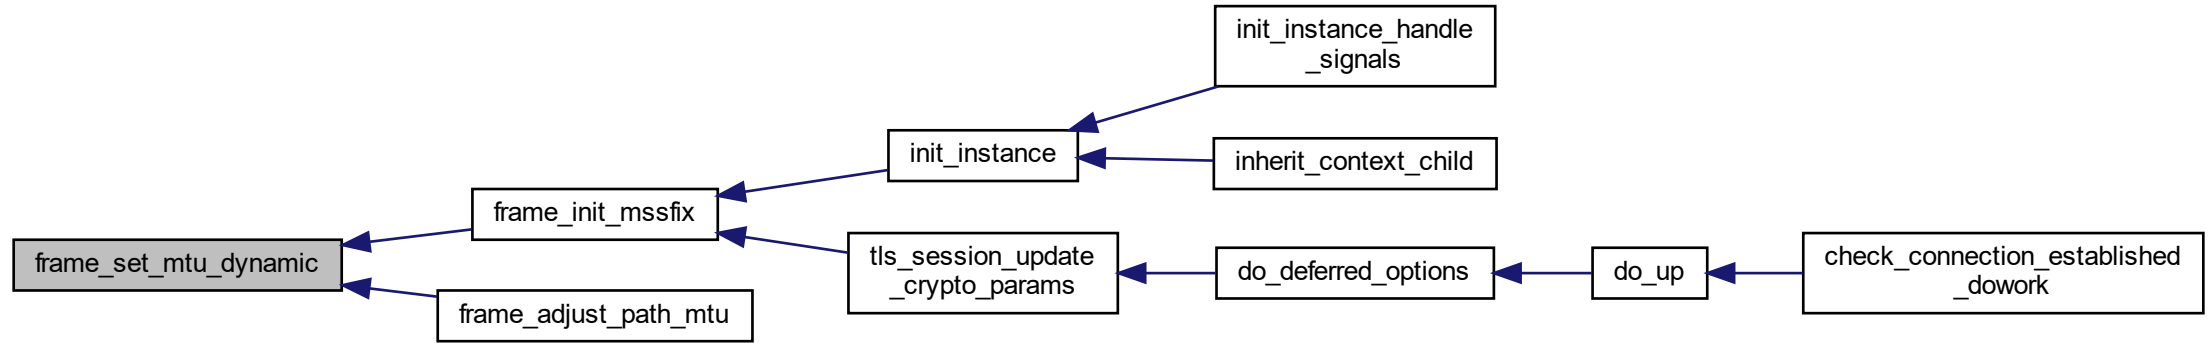 init_instance_handle
_signals
init_instance
inherit_context_child
frame_init_mssfix
frame_set_mtu_dynamic
tls_session_update
_crypto_params
do_deferred_options
do_up
check_connection_established
_dowork
frame_adjust_path_mtu